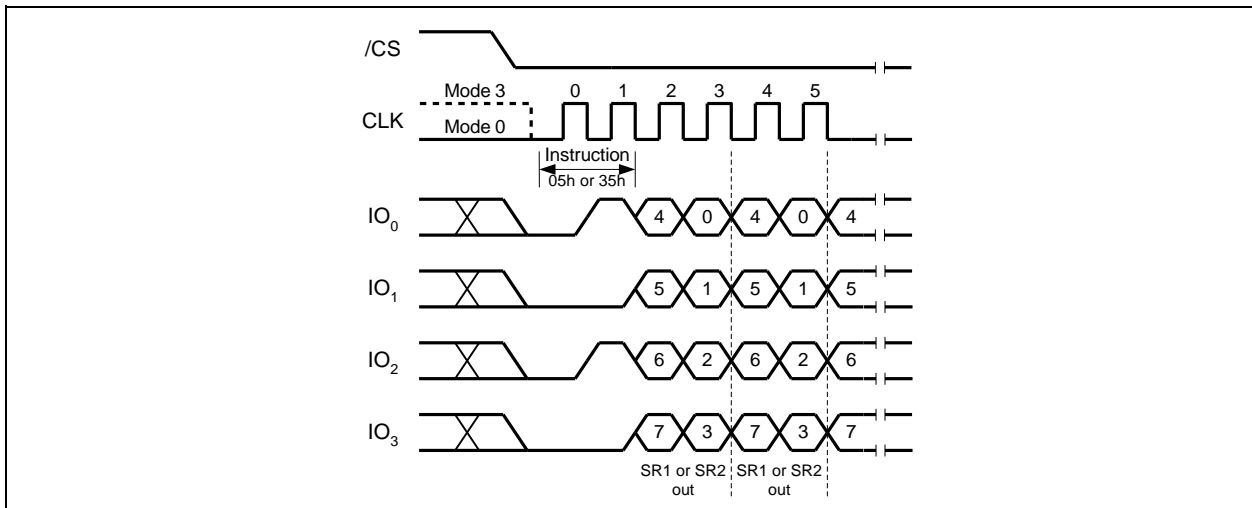 /CS
Mode 3 0 1 2 3 4 5
CLK
Mode 0
Instruction
05h or 35h
IO0 4 0 4 0 4
IO1 5 1 5 1 5
IO2 6 2 6 2 6
IO3 7 3 7 3 7
SR1 or SR2 SR1 or SR2
out out